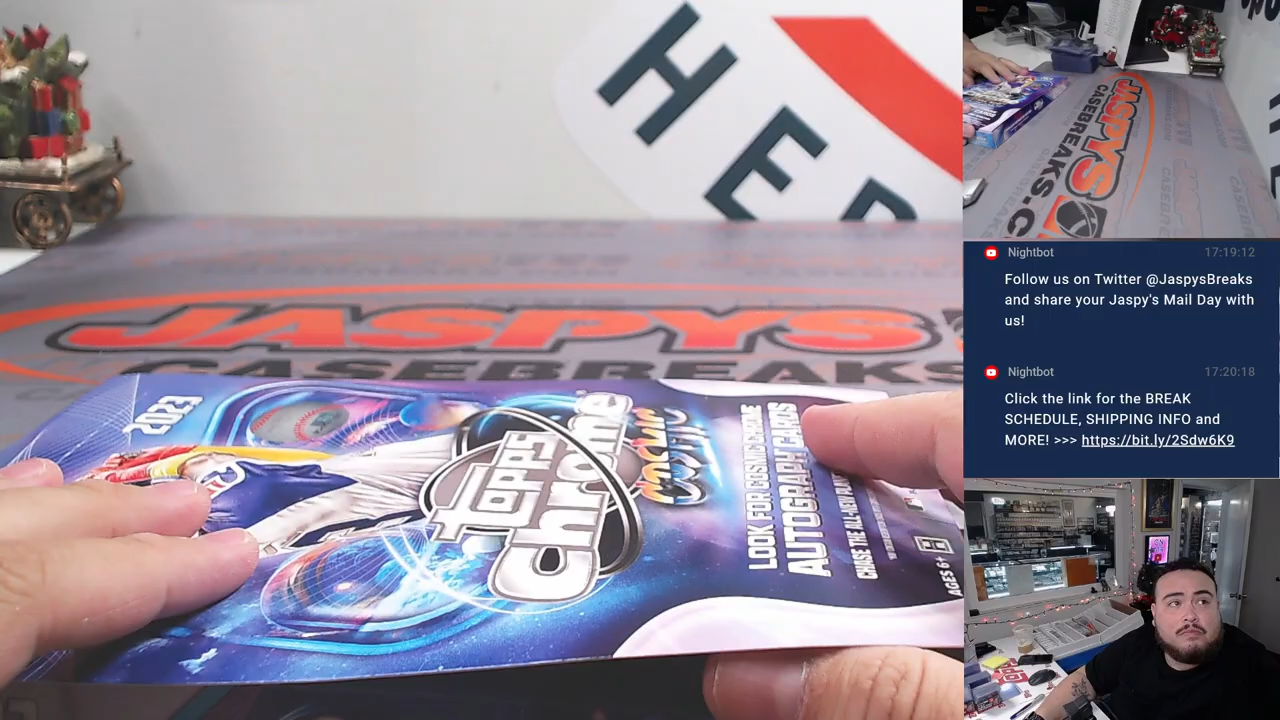 HE
JASPYS
CASEBREAKS
2023
topps
chrome
COSMIC
LOOK FOR COSMIC CHROME
AUTOGRAPH CARDS
CHASE THE ALL-NEW
AGES 6+
JASPYS
CASEBREAKS.C
Nightbot 17:19:12
Follow us on Twitter @JaspysBreaks
and share your Jaspy's Mail Day with
us!
Nightbot 17:20:18
Click the link for the BREAK
SCHEDULE, SHIPPING INFO and
MORE! >>> https://bit.ly/2Sdw6K9